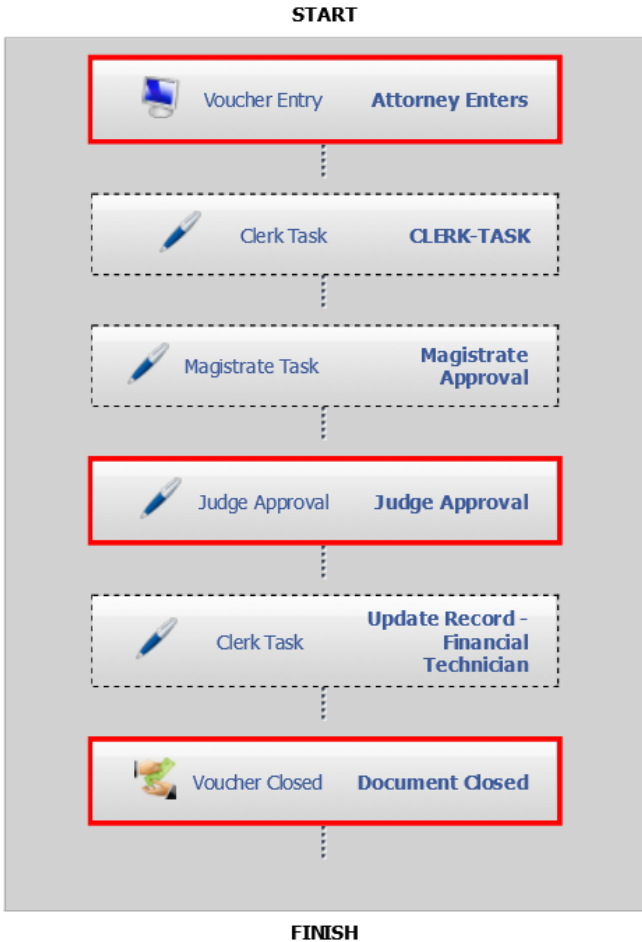 START
Voucher Entry Attorney Enters
Clerk Task CLERK-TASK
Magistrate Task Magistrate
Approval
Judge Approval Judge Approval
Clerk Task Update Record -
Financial
Technician
Voucher Closed Document Closed
FINISH